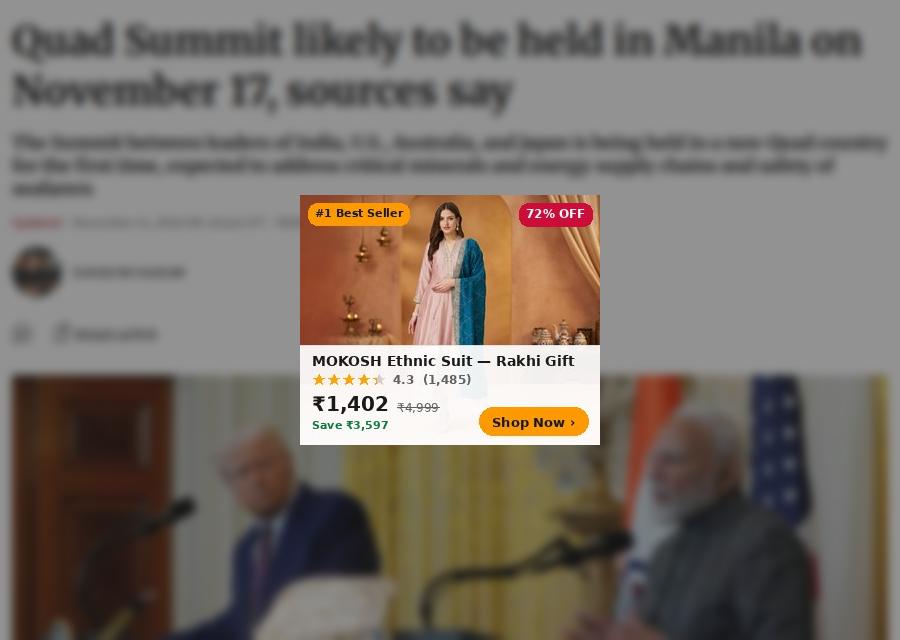 Quad Summit likely to be held in Manila on
November 17, sources say
The Summit between leaders of India, U.S., Australia, and Japan is being held in a non-Quad country
for the first time, expected to address critical minerals and energy supply chains and safety of
seafarers
#1 Best Seller
72% OFF
MOKOSH Ethnic Suit — Rakhi Gift
4.3 (1,485)
₹1,402 ₹4,999
Save ₹3,597
Shop Now ›